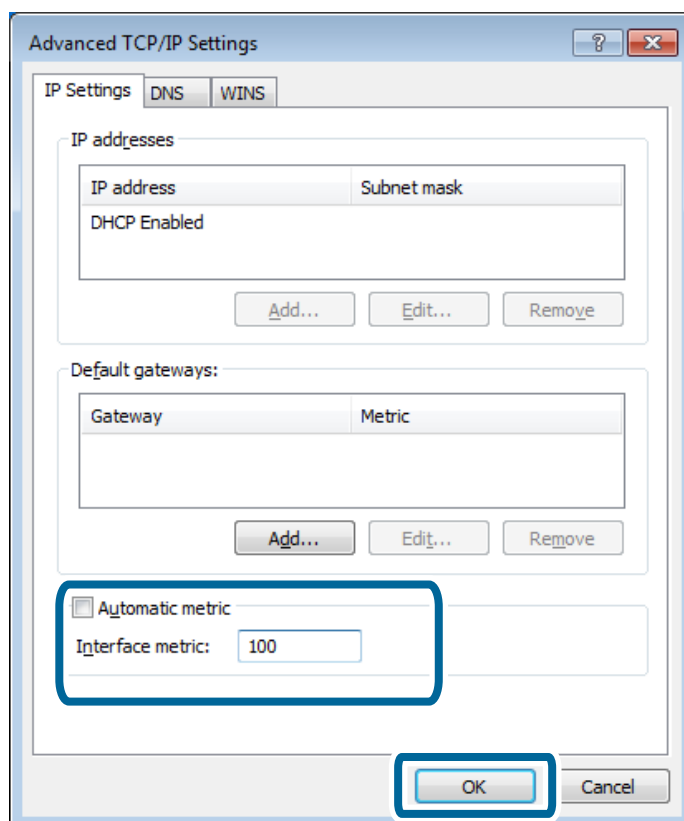 Advanced TCP/IP Settings
IP Settings DNS WINS
IP addresses
IP address Subnet mask
DHCP Enabled
Add... Edit... Remove
Default gateways:
Gateway Metric
Add... Edit... Remove
Automatic metric
Interface metric: 100
OK Cancel